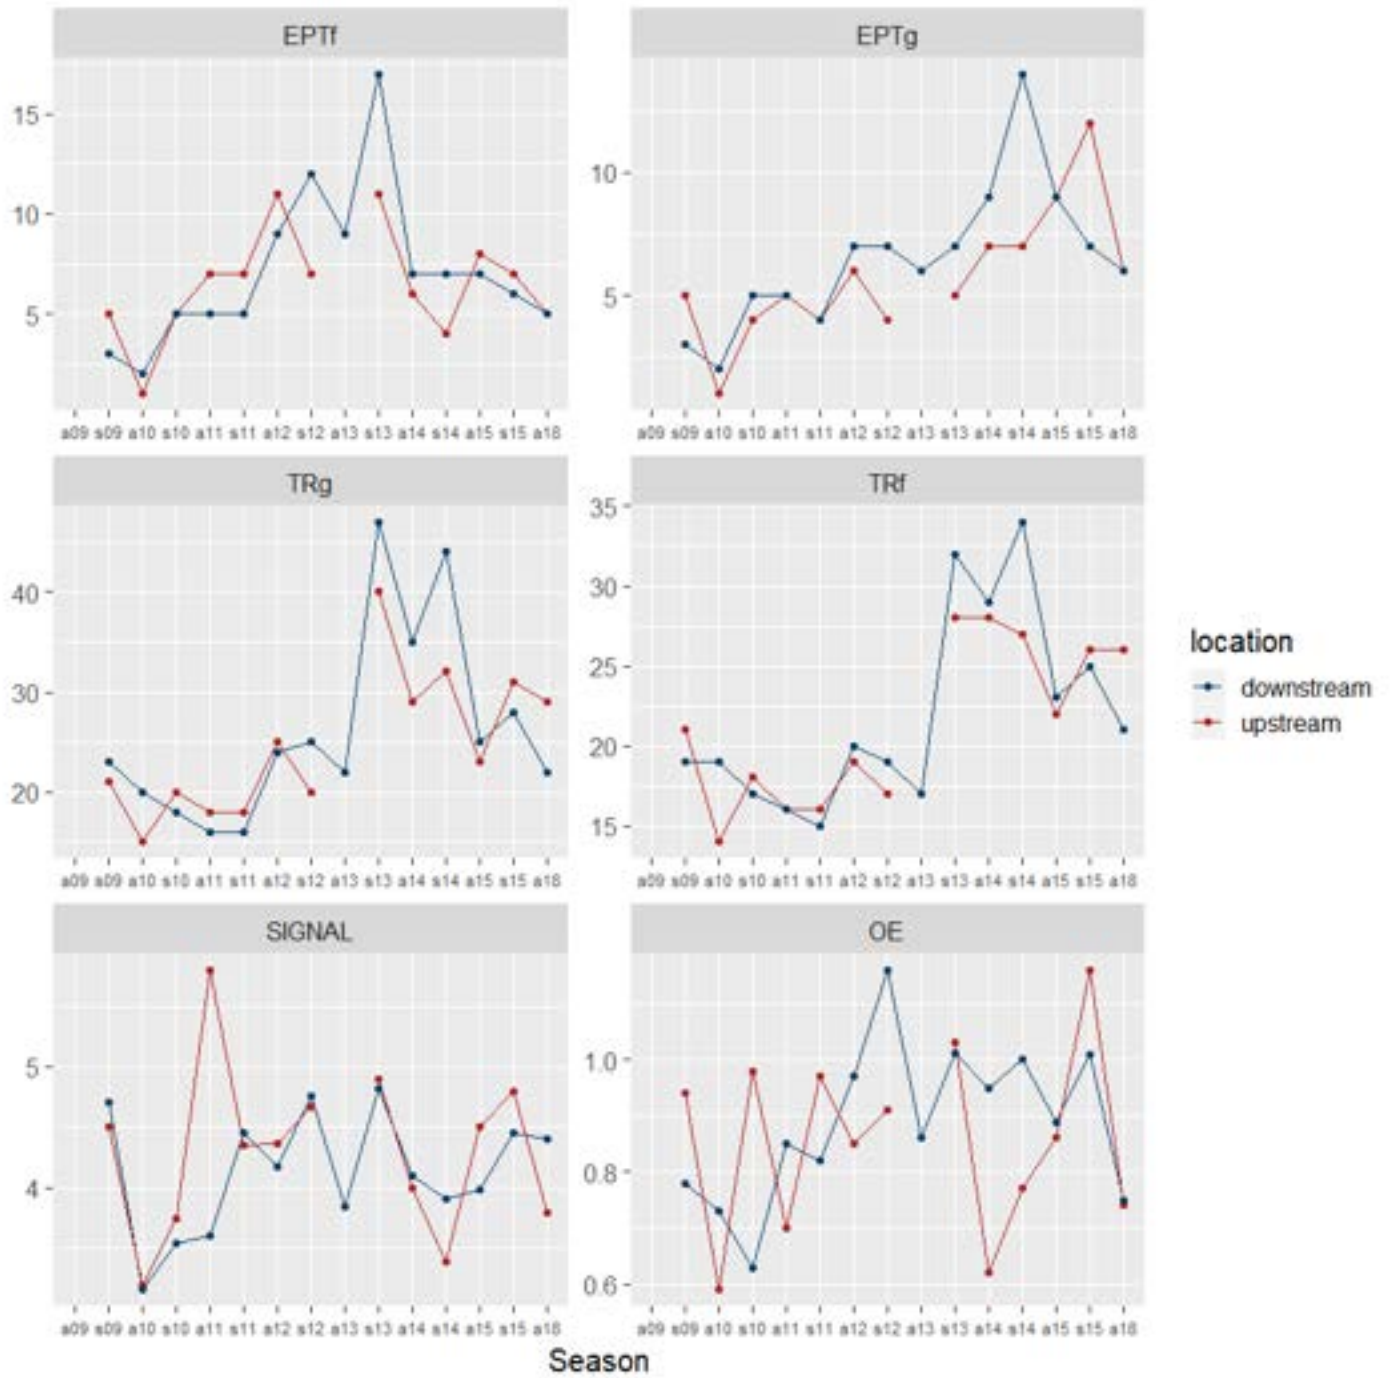 EPTf
EPTg
15
10
5
10
5
a09 s09 a10 s10 a11 s11 a12 s12 a13 s13 a14 s14 a15 s15 a18
a09 s09 a10 s10 a11 s11 a12 s12 a13 s13 a14 s14 a15 s15 a18
TRg
TRf
40
30
20
35
30
25
20
15
a09 s09 a10 s10 a11 s11 a12 s12 a13 s13 a14 s14 a15 s15 a18
a09 s09 a10 s10 a11 s11 a12 s12 a13 s13 a14 s14 a15 s15 a18
location
downstream
upstream
SIGNAL
OE
5
4
1.0
0.8
0.6
a09 s09 a10 s10 a11 s11 a12 s12 a13 s13 a14 s14 a15 s15 a18
a09 s09 a10 s10 a11 s11 a12 s12 a13 s13 a14 s14 a15 s15 a18
Season